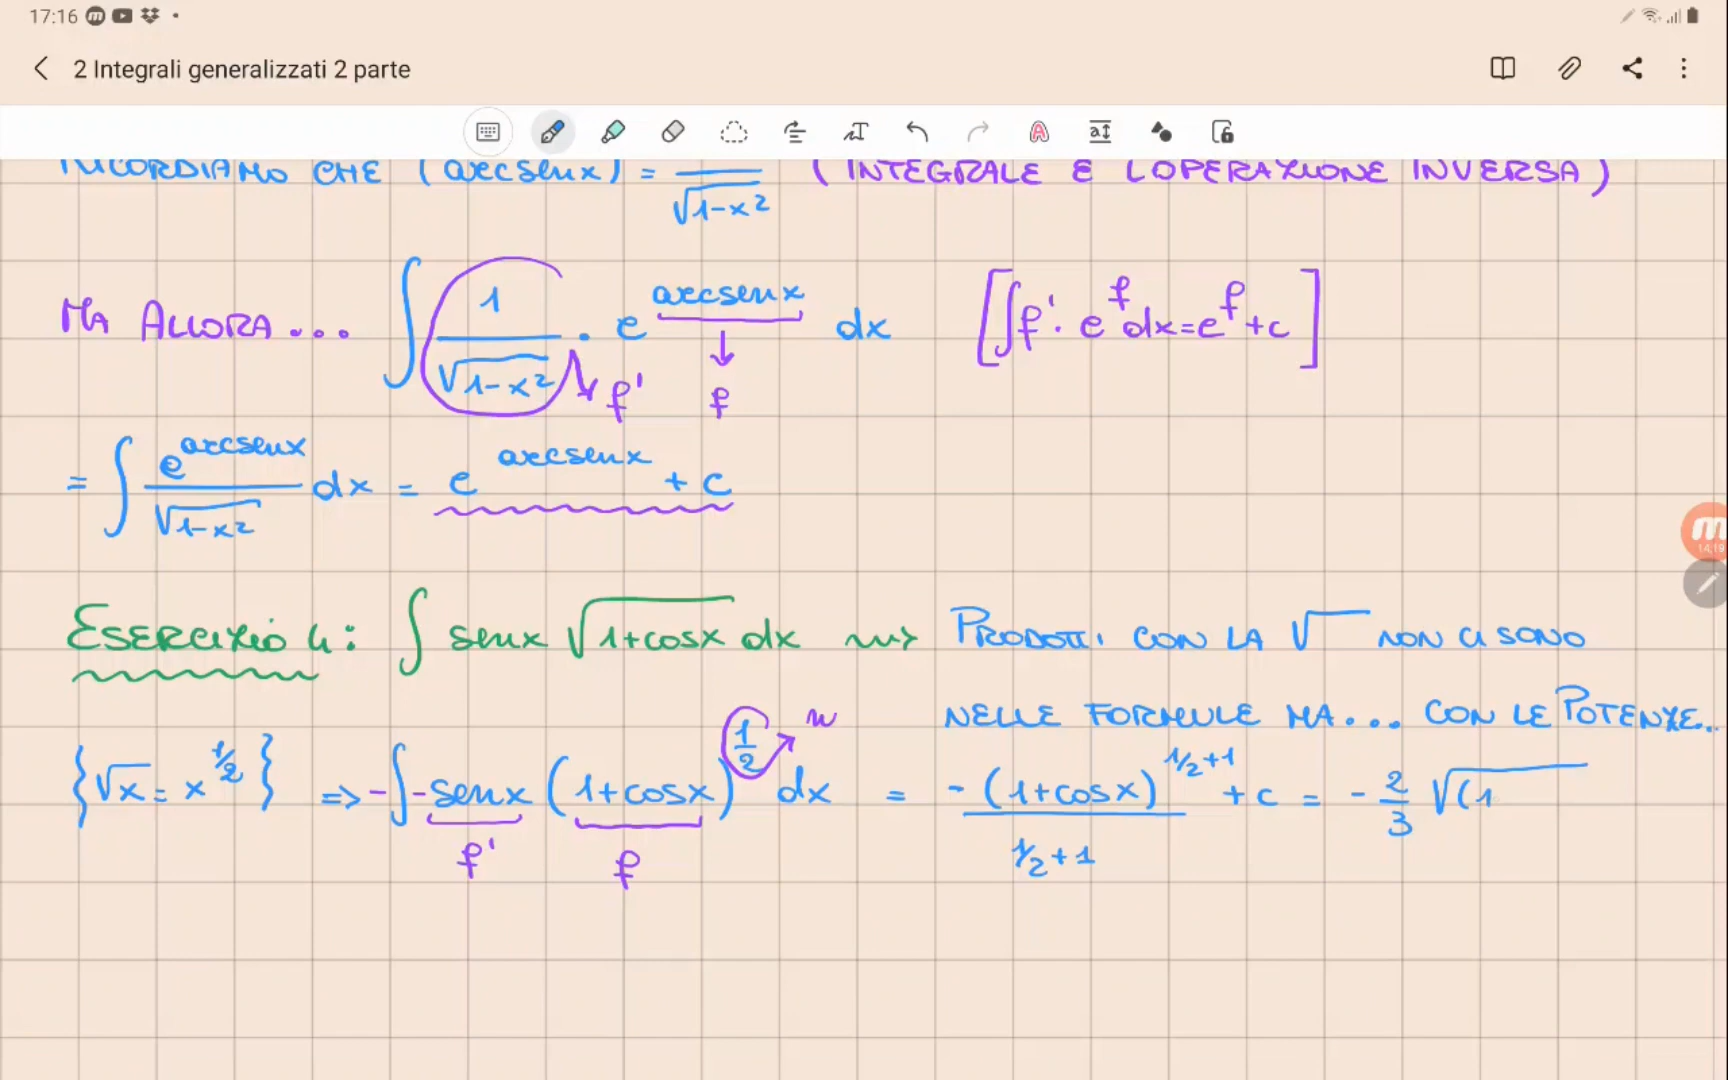 17:16
2 Integrali generalizzati 2 parte
RICORDIAMO CHE (arcsenx) = 1/√1-x² (INTEGRALE È L'OPERAZIONE INVERSA)
MA ALLORA... ∫ 1/√1-x² · e^arcsenx dx [∫f'·e^f dx=e^f+c]
f' f
= ∫ e^arcsenx/√1-x² dx = e^arcsenx + c
ESERCIZIO 4: ∫ senx √1+cosx dx ⇝ PRODOTTI CON LA √ NON CI SONO
NELLE FORMULE MA... CON LE POTENZE..
{√x = x^1/2} => -∫-senx (1+cosx)^1/2 dx = -(1+cosx)^1/2+1 / 1/2+1 + c = -2/3 √(1
n
f' f
14:19